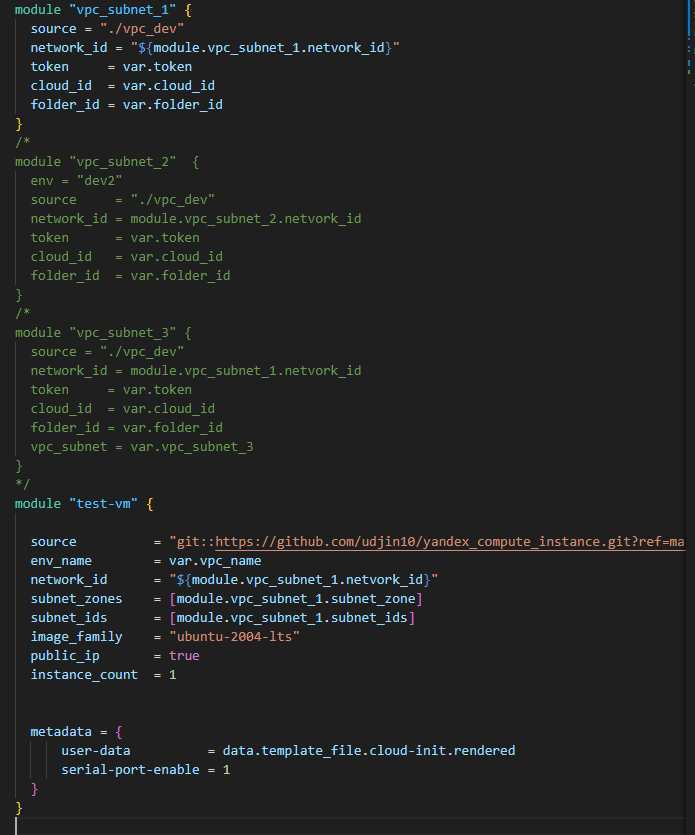 module "vpc_subnet_1" {
  source = "./vpc_dev"
  network_id = "${module.vpc_subnet_1.netvork_id}"
  token     = var.token
  cloud_id  = var.cloud_id
  folder_id = var.folder_id
}
/*
module "vpc_subnet_2"  {
  env = "dev2"
  source     = "./vpc_dev"
  network_id = module.vpc_subnet_2.netvork_id
  token      = var.token
  cloud_id   = var.cloud_id
  folder_id  = var.folder_id
}
/*
module "vpc_subnet_3" {
  source = "./vpc_dev"
  network_id = module.vpc_subnet_1.netvork_id
  token     = var.token
  cloud_id  = var.cloud_id
  folder_id = var.folder_id
  vpc_subnet = var.vpc_subnet_3
}
*/
module "test-vm" {
  source          = "git::https://github.com/udjin10/yandex_compute_instance.git?ref=ma
  env_name        = var.vpc_name
  network_id      = "${module.vpc_subnet_1.netvork_id}"
  subnet_zones    = [module.vpc_subnet_1.subnet_zone]
  subnet_ids      = [module.vpc_subnet_1.subnet_ids]
  image_family    = "ubuntu-2004-lts"
  public_ip       = true
  instance_count  = 1
  metadata = {
      user-data          = data.template_file.cloud-init.rendered
      serial-port-enable = 1
  }
}